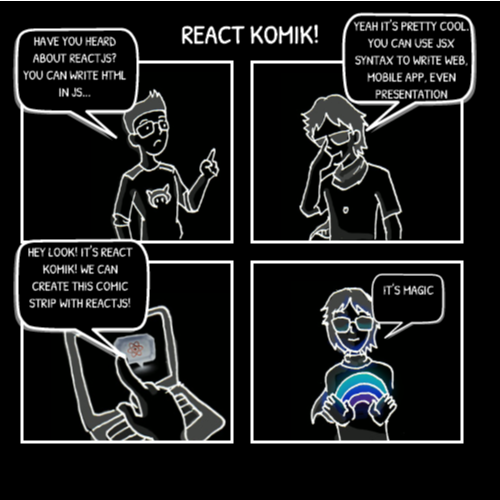 REACT KOMIK!
HAVE YOU HEARD
ABOUT REACTJS?
YOU CAN WRITE HTML
IN JS...
YEAH IT'S PRETTY COOL.
YOU CAN USE JSX
SYNTAX TO WRITE WEB,
MOBILE APP, EVEN
PRESENTATION
HEY LOOK! IT'S REACT
KOMIK! WE CAN
CREATE THIS COMIC
STRIP WITH REACTJS!
IT'S MAGIC